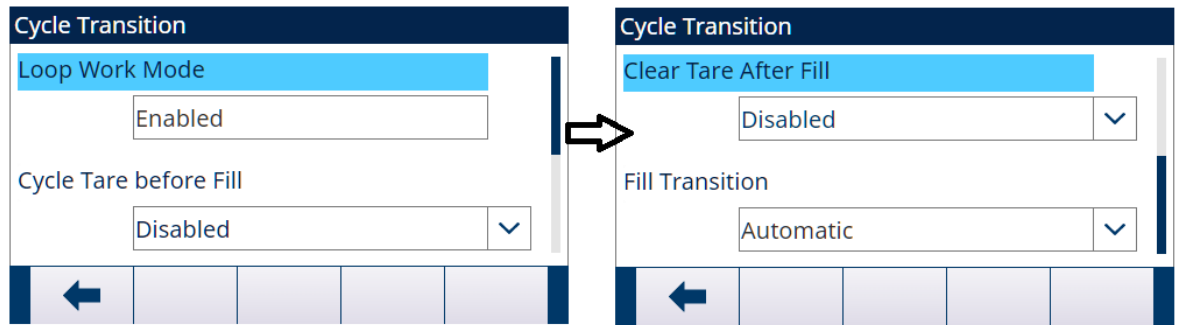 Cycle Transition
Loop Work Mode
Enabled
Cycle Tare before Fill
Disabled
Cycle Transition
Clear Tare After Fill
Disabled
Fill Transition
Automatic